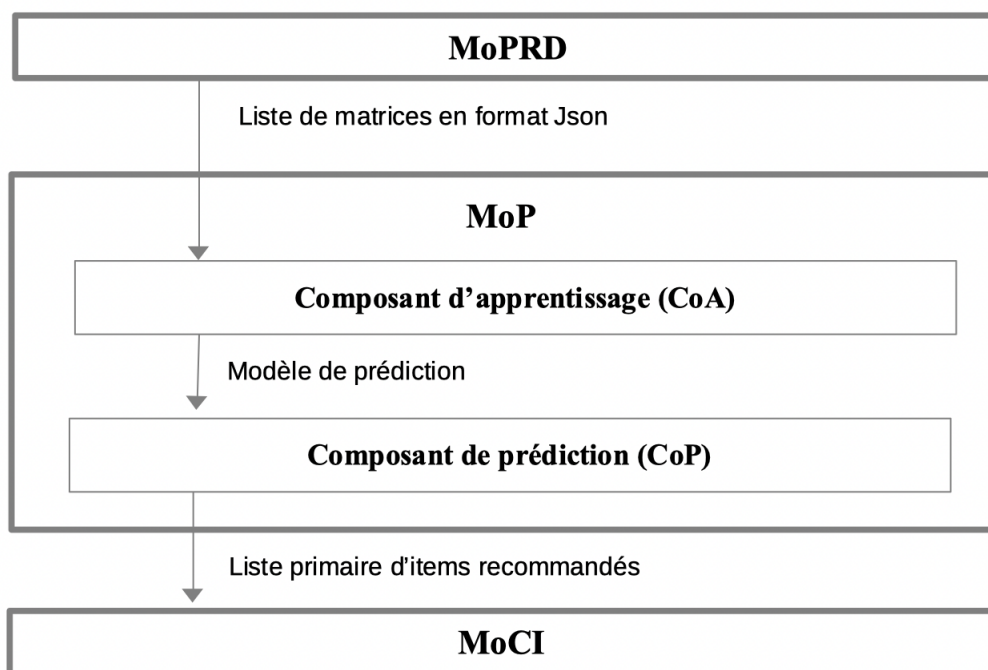 MoPRD
Liste de matrices en format Json
MoP
Composant d’apprentissage (CoA)
Modèle de prédiction
Composant de prédiction (CoP)
Liste primaire d’items recommandés
MoCI